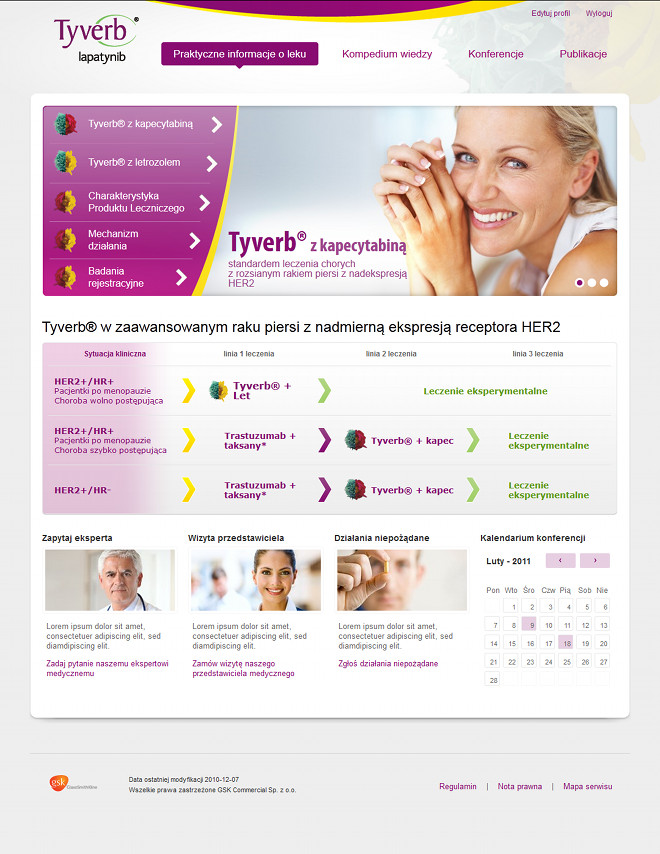 Edytuj profil Wyloguj
Tyverb®
lapatynib
Praktyczne informacje o leku Kompedium wiedzy Konferencje Publikacje
Tyverb® z kapecytabiną
Tyverb® z letrozolem
Charakterystyka
Produktu Leczniczego
Mechanizm
działania
Badania
rejestracyjne
Tyverb® z kapecytabiną
standardem leczenia chorych
z rozsianym rakiem piersi z nadekspresją
HER2
Tyverb® w zaawansowanym raku piersi z nadmierną ekspresją receptora HER2
Sytuacja kliniczna linia 1 leczenia linia 2 leczenia linia 3 leczenia
HER2+/HR+
Pacjentki po menopauzie
Choroba wolno postępująca
Tyverb® +
Let
Leczenie eksperymentalne
HER2+/HR+
Pacjentki po menopauzie
Choroba szybko postępująca
Trastuzumab +
taksany*
Tyverb® + kapec
Leczenie
eksperymentalne
HER2+/HR-
Trastuzumab +
taksany*
Tyverb® + kapec
Leczenie
eksperymentalne
Zapytaj eksperta
Lorem ipsum dolor sit amet,
consectetuer adipiscing elit, sed
diamdipiscing elit.
Zadaj pytanie naszemu ekspertowi
medycznemu
Wizyta przedstawiciela
Lorem ipsum dolor sit amet,
consectetuer adipiscing elit, sed
diamdipiscing elit.
Zamów wizytę naszego
przedstawiciela medycznego
Działania niepożądane
Lorem ipsum dolor sit amet,
consectetuer adipiscing elit, sed
diamdipiscing elit.
Zgłoś działania niepożądane
Kalendarium konferencji
Luty - 2011 ‹ ›
Pon Wto Śro Czw Pią Sob Nie
1 2 3 4 5 6
7 8 9 10 11 12 13
14 15 16 17 18 19 20
21 22 23 24 25 26 27
28
gsk GlaxoSmithKline
Data ostatniej modyfikacji 2010-12-07
Wszelkie prawa zastrzeżone GSK Commercial Sp. z o.o.
Regulamin | Nota prawna | Mapa serwisu